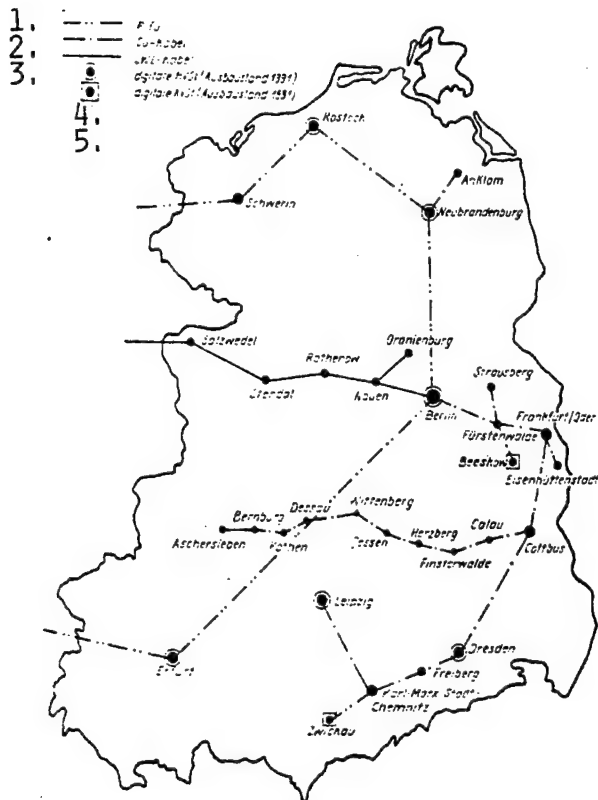 1.
2.
3.
digitale HVSt (Ausbaustand 1991)
digitale KVSt (Ausbaustand 1991)
4.
5.
Rostock
Anklam
Schwerin
Neubrandenburg
Salzwedel
Oranienburg
Rathenow
Strausberg
Stendal
Nauen
Berlin
Frankfurt/Oder
Fürstenwalde
Beeskow
Eisenhüttenstadt
Dessau
Wittenberg
Bernburg
Aschersleben
Köthen
Jessen
Herzberg
Calau
Finsterwalde
Cottbus
Leipzig
Erfurt
Dresden
Freiberg
Karl-Marx-Stadt-
Chemnitz
Zwickau